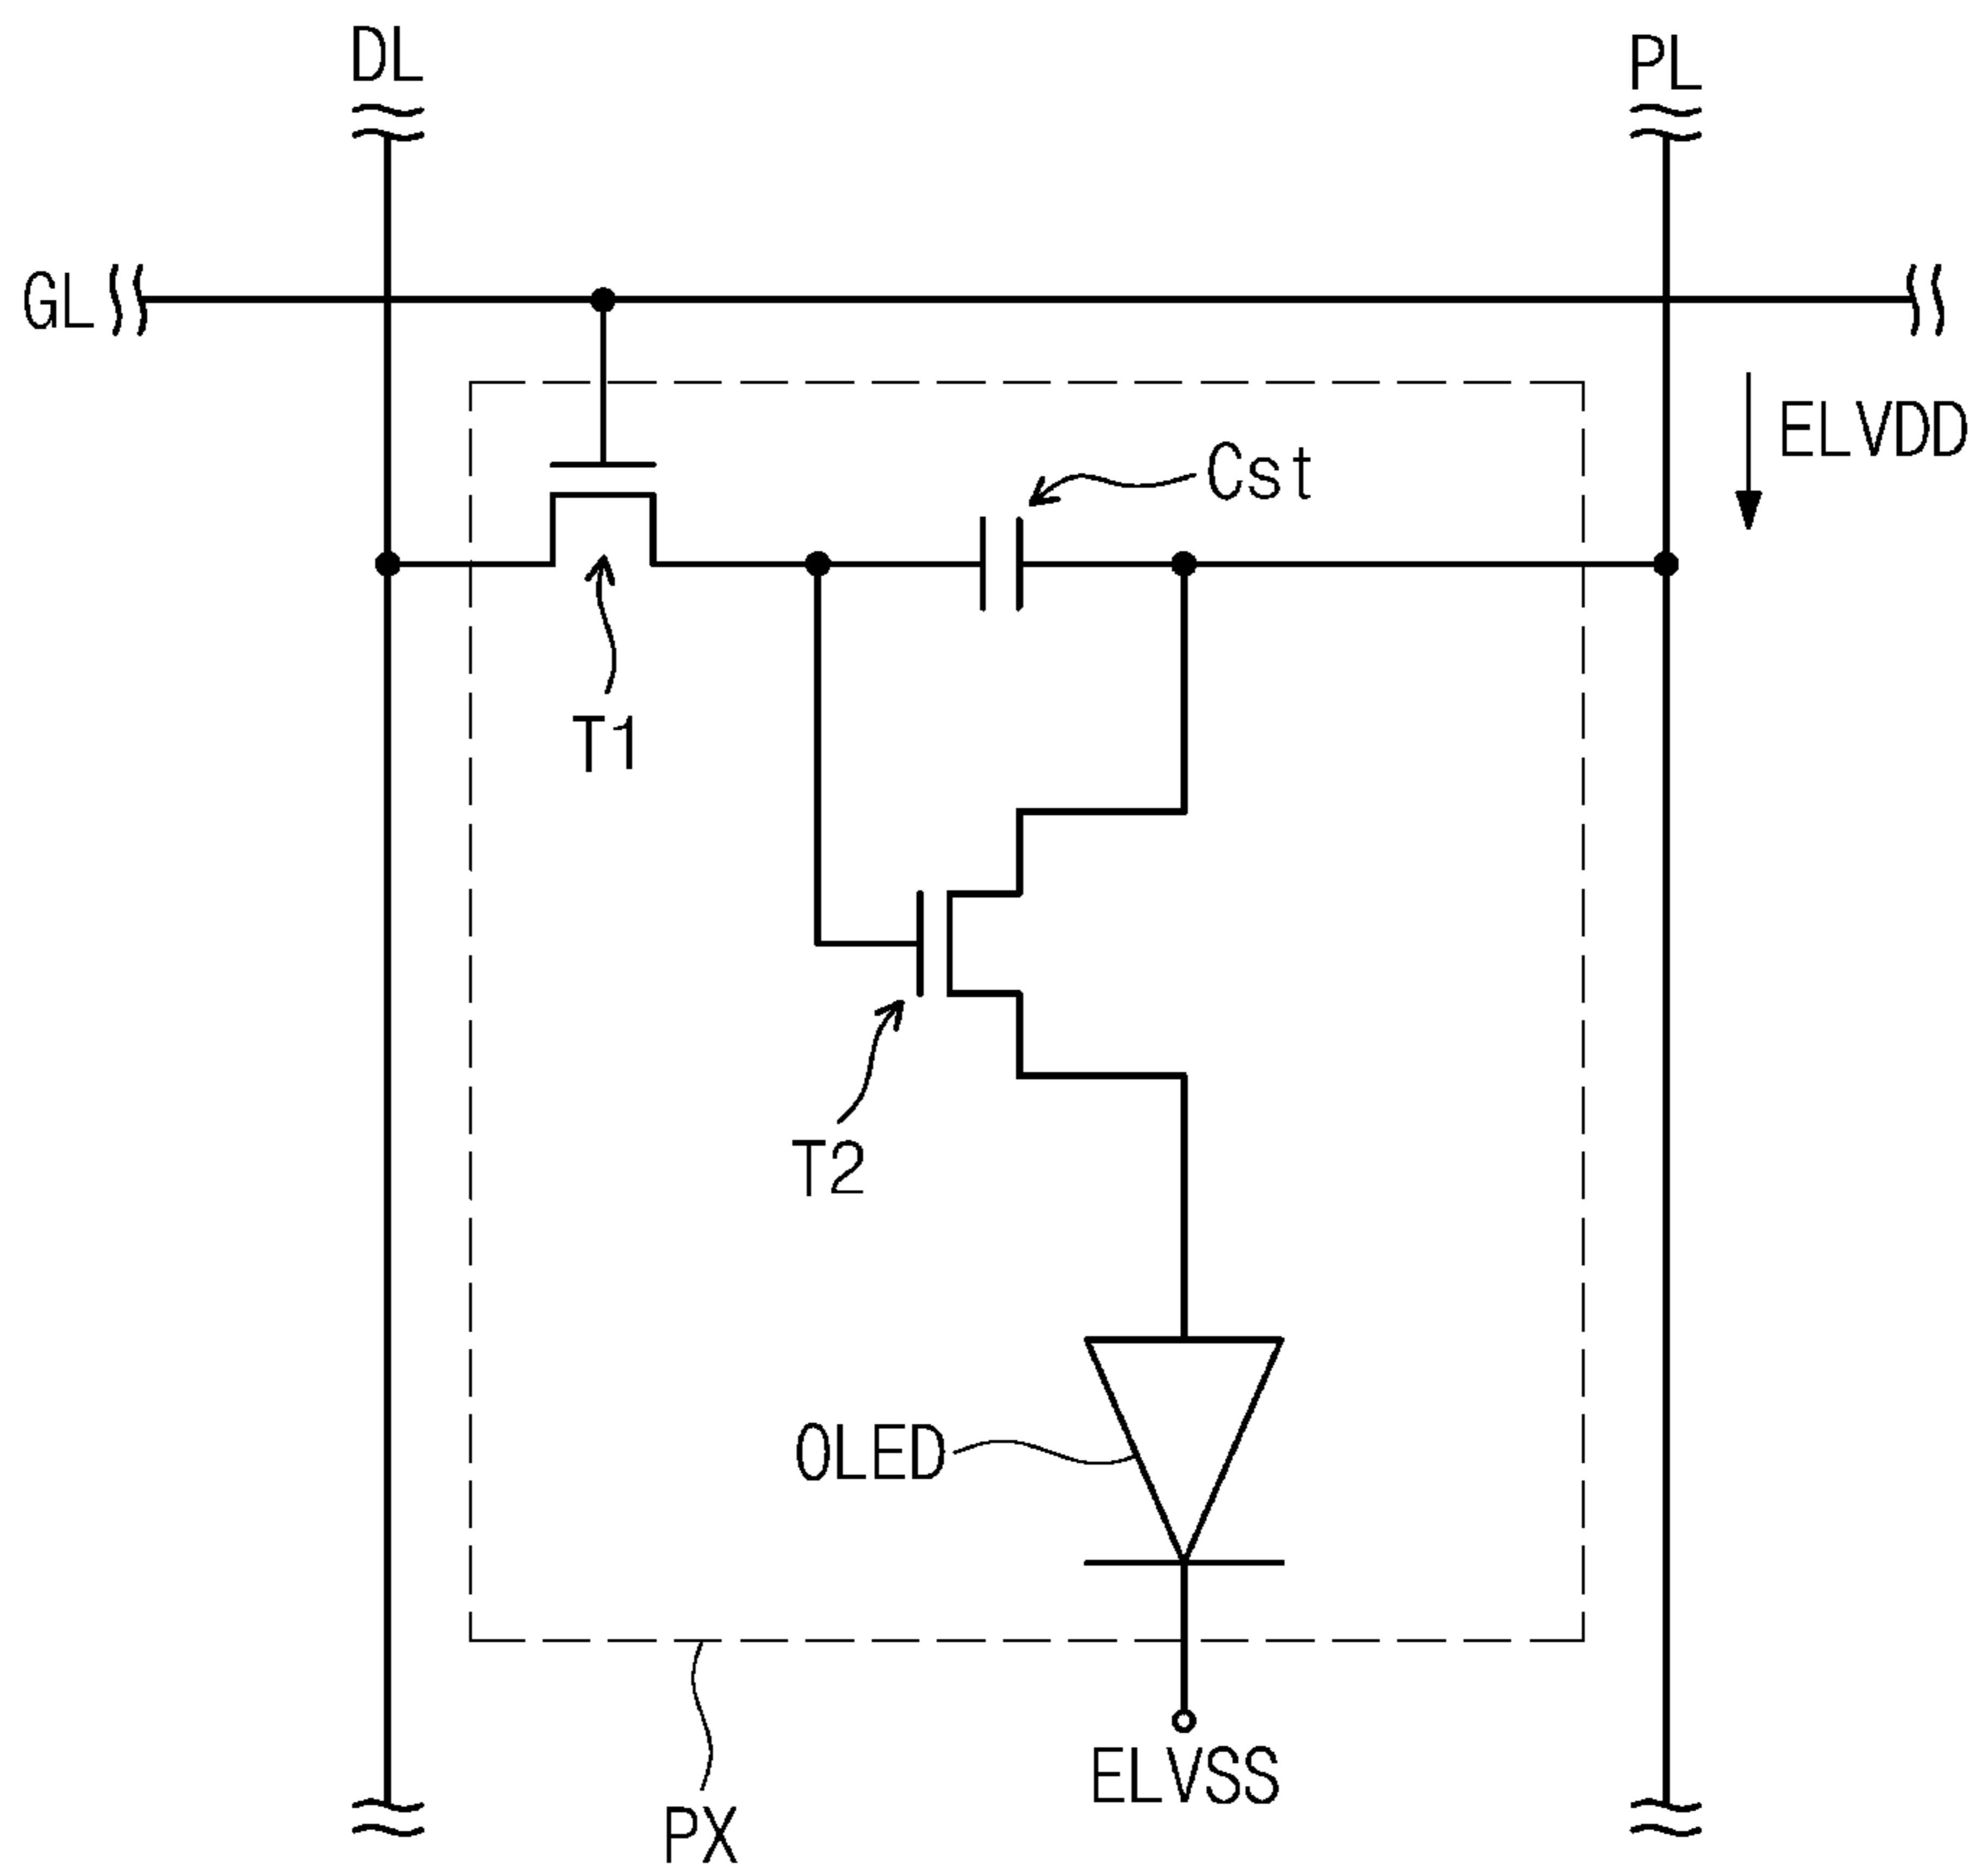 DL
PL
GL
ELVDD
Cst
T1
T2
OLED
ELVSS
PX